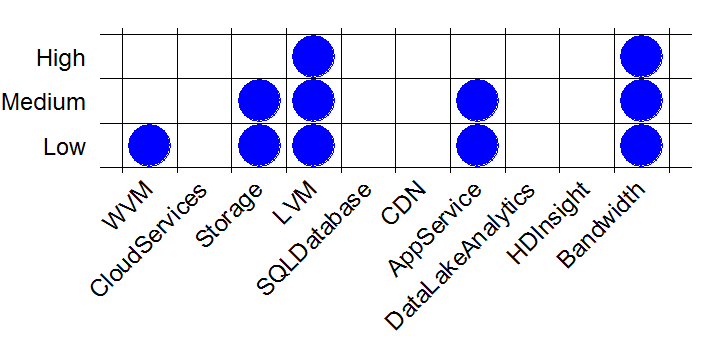 High
Medium
Low
WVM
CloudServices
Storage
LVM
SQLDatabase
CDN
AppService
DataLakeAnalytics
HDInsight
Bandwidth